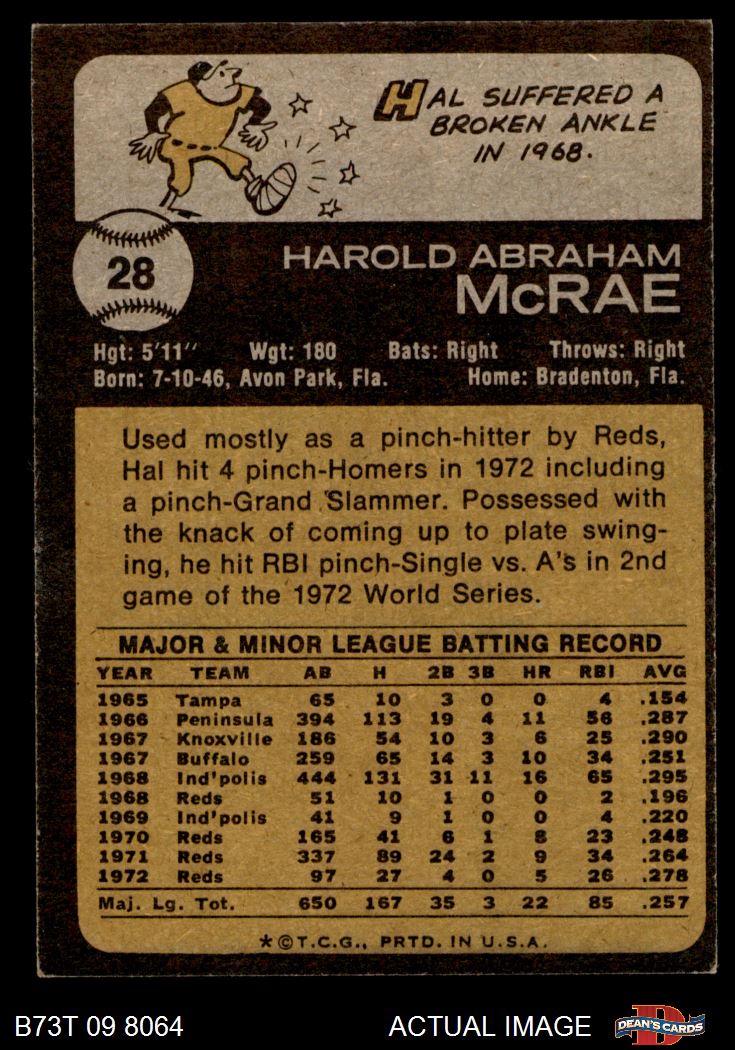 HAL SUFFERED A
BROKEN ANKLE
IN 1968.
28
HAROLD ABRAHAM
McRAE
Hgt: 5'11" Wgt: 180 Bats: Right Throws: Right
Born: 7-10-46, Avon Park, Fla. Home: Bradenton, Fla.
Used mostly as a pinch-hitter by Reds,
Hal hit 4 pinch-Homers in 1972 including
a pinch-Grand Slammer. Possessed with
the knack of coming up to plate swing-
ing, he hit RBI pinch-Single vs. A's in 2nd
game of the 1972 World Series.
MAJOR & MINOR LEAGUE BATTING RECORD
YEAR TEAM AB H 2B 3B HR RBI AVG
1965 Tampa 65 10 3 0 0 4 .154
1966 Peninsula 394 113 19 4 11 56 .287
1967 Knoxville 186 54 10 3 6 25 .290
1967 Buffalo 259 65 14 3 10 34 .251
1968 Ind'polis 444 131 31 11 16 65 .295
1968 Reds 51 10 1 0 0 2 .196
1969 Ind'polis 41 9 1 0 0 4 .220
1970 Reds 165 41 6 1 8 23 .248
1971 Reds 337 89 24 2 9 34 .264
1972 Reds 97 27 4 0 5 26 .278
Maj. Lg. Tot. 650 167 35 3 22 85 .257
*©T.C.G., PRTD. IN U.S.A.
B73T 09 8064 ACTUAL IMAGE DEAN'S CARDS